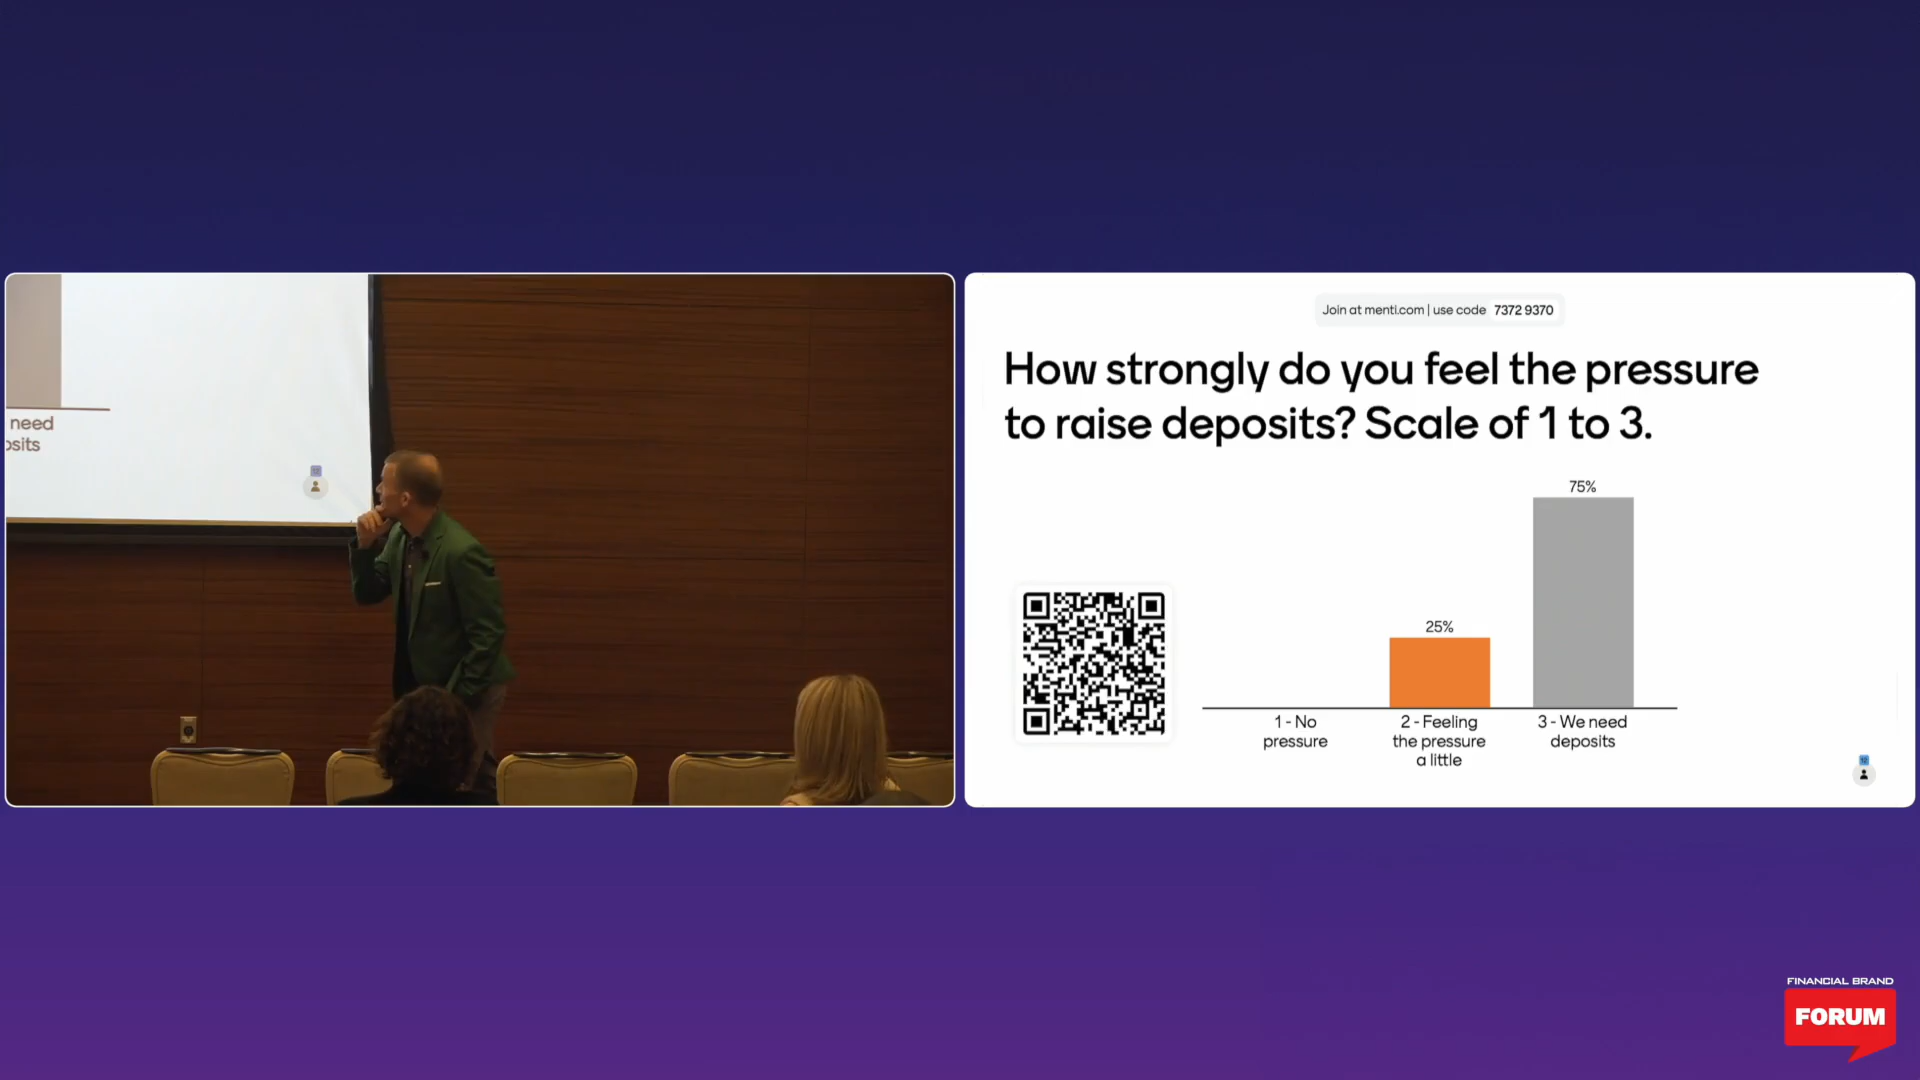 need
osits
Join at menti.com | use code 7372 9370
How strongly do you feel the pressure
to raise deposits? Scale of 1 to 3.
75%
25%
1 - No
pressure
2 - Feeling
the pressure
a little
3 - We need
deposits
12
FINANCIAL BRAND
FORUM